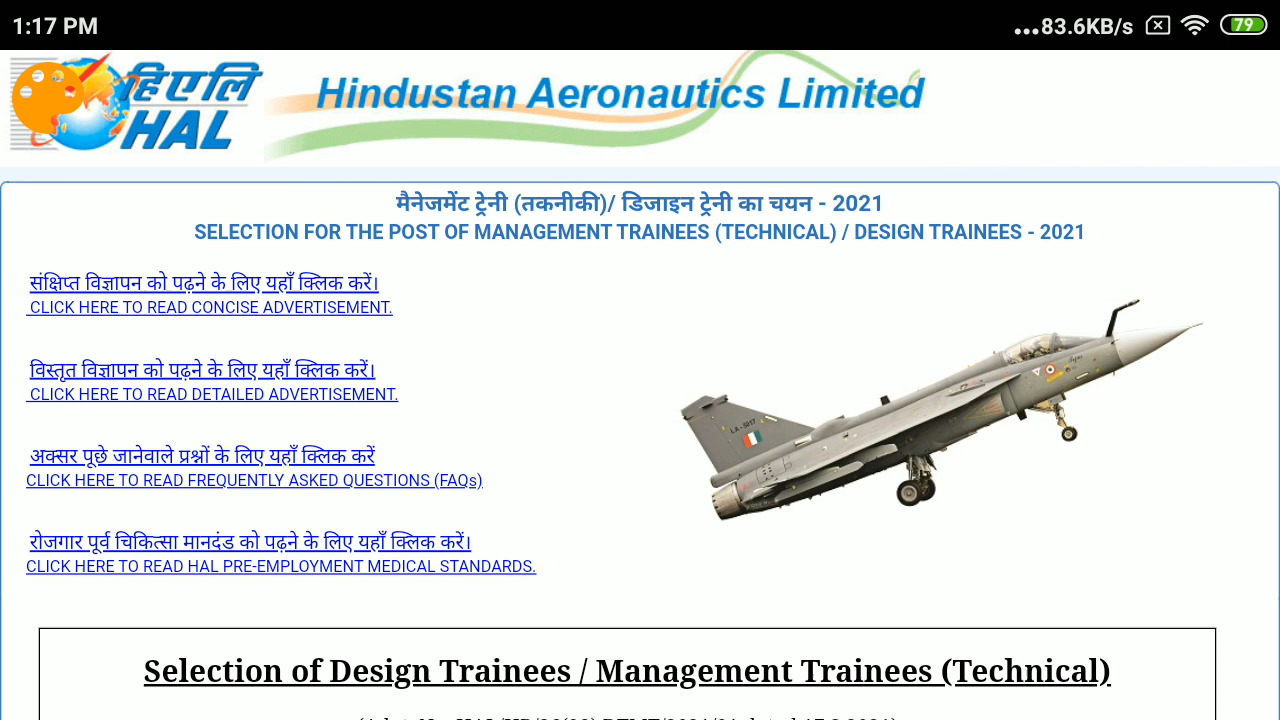 1:17 PM
...83.6KB/s
79
हिएलि
HAL
Hindustan Aeronautics Limited
मैनेजमेंट ट्रेनी (तकनीकी)/ डिजाइन ट्रेनी का चयन - 2021
SELECTION FOR THE POST OF MANAGEMENT TRAINEES (TECHNICAL) / DESIGN TRAINEES - 2021
संक्षिप्त विज्ञापन को पढ़ने के लिए यहाँ क्लिक करें।
CLICK HERE TO READ CONCISE ADVERTISEMENT.
विस्तृत विज्ञापन को पढ़ने के लिए यहाँ क्लिक करें।
CLICK HERE TO READ DETAILED ADVERTISEMENT.
अक्सर पूछे जानेवाले प्रश्नों के लिए यहाँ क्लिक करें
CLICK HERE TO READ FREQUENTLY ASKED QUESTIONS (FAQs)
रोजगार पूर्व चिकित्सा मानदंड को पढ़ने के लिए यहाँ क्लिक करें।
CLICK HERE TO READ HAL PRE-EMPLOYMENT MEDICAL STANDARDS.
LA-5017
Tejas
Selection of Design Trainees / Management Trainees (Technical)